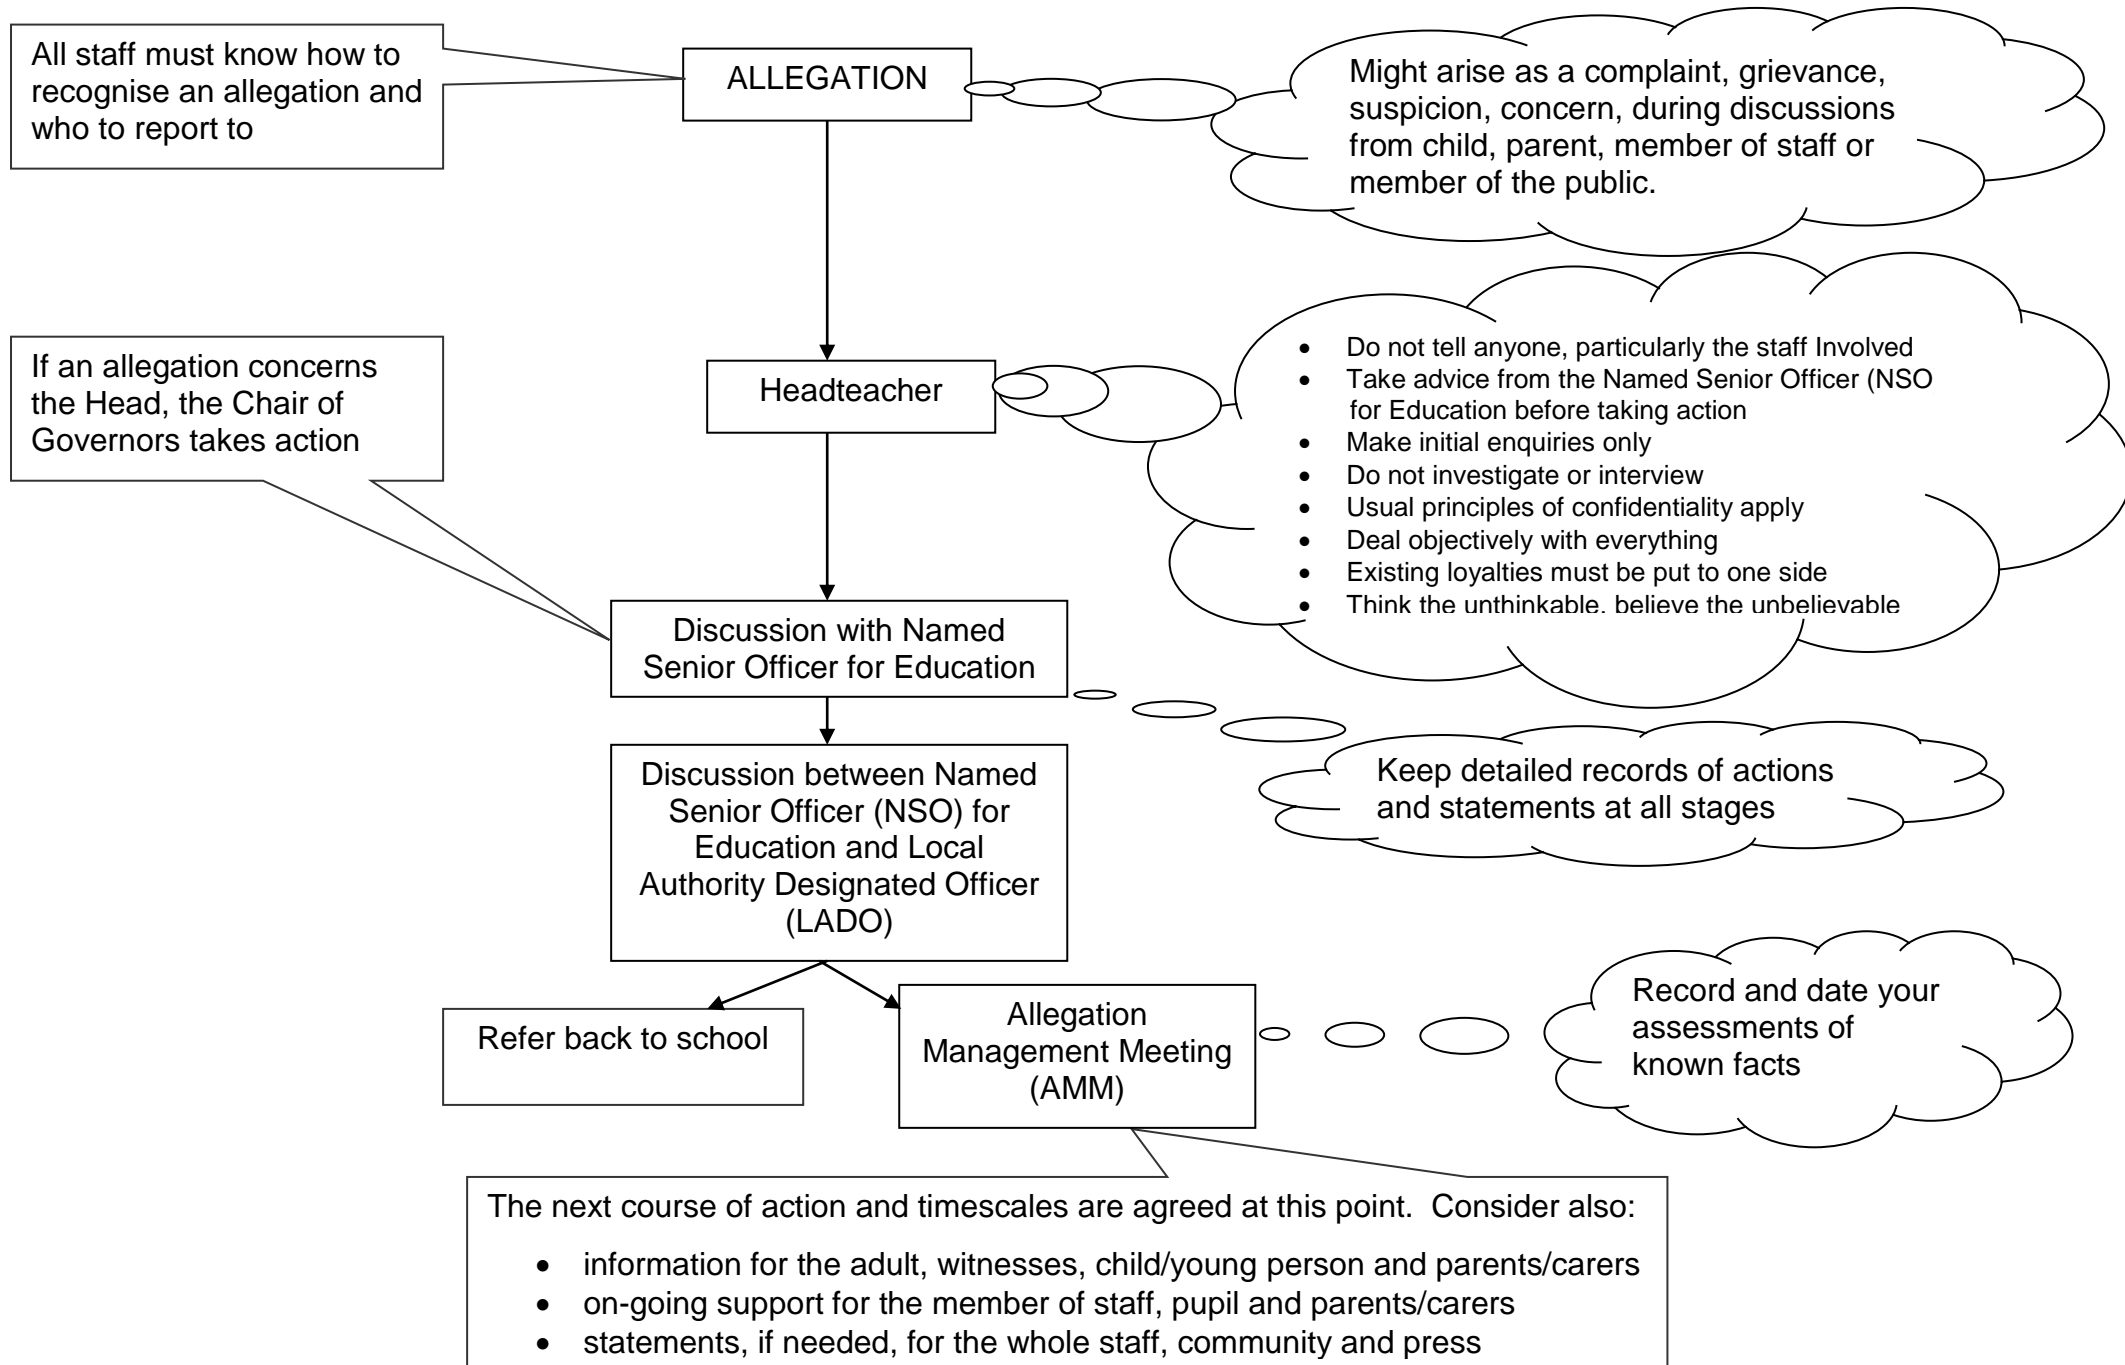 All staff must know how to
recognise an allegation and
who to report to
ALLEGATION
Might arise as a complaint, grievance,
suspicion, concern, during discussions
from child, parent, member of staff or
member of the public.
If an allegation concerns
the Head, the Chair of
Governors takes action
Headteacher
• Do not tell anyone, particularly the staff Involved
• Take advice from the Named Senior Officer (NSO
for Education before taking action
• Make initial enquiries only
• Do not investigate or interview
• Usual principles of confidentiality apply
• Deal objectively with everything
• Existing loyalties must be put to one side
• Think the unthinkable, believe the unbelievable
Discussion with Named
Senior Officer for Education
Keep detailed records of actions
and statements at all stages
Discussion between Named
Senior Officer (NSO) for
Education and Local
Authority Designated Officer
(LADO)
Refer back to school
Allegation
Management Meeting
(AMM)
Record and date your
assessments of
known facts
The next course of action and timescales are agreed at this point.  Consider also:
• information for the adult, witnesses, child/young person and parents/carers
• on-going support for the member of staff, pupil and parents/carers
• statements, if needed, for the whole staff, community and press